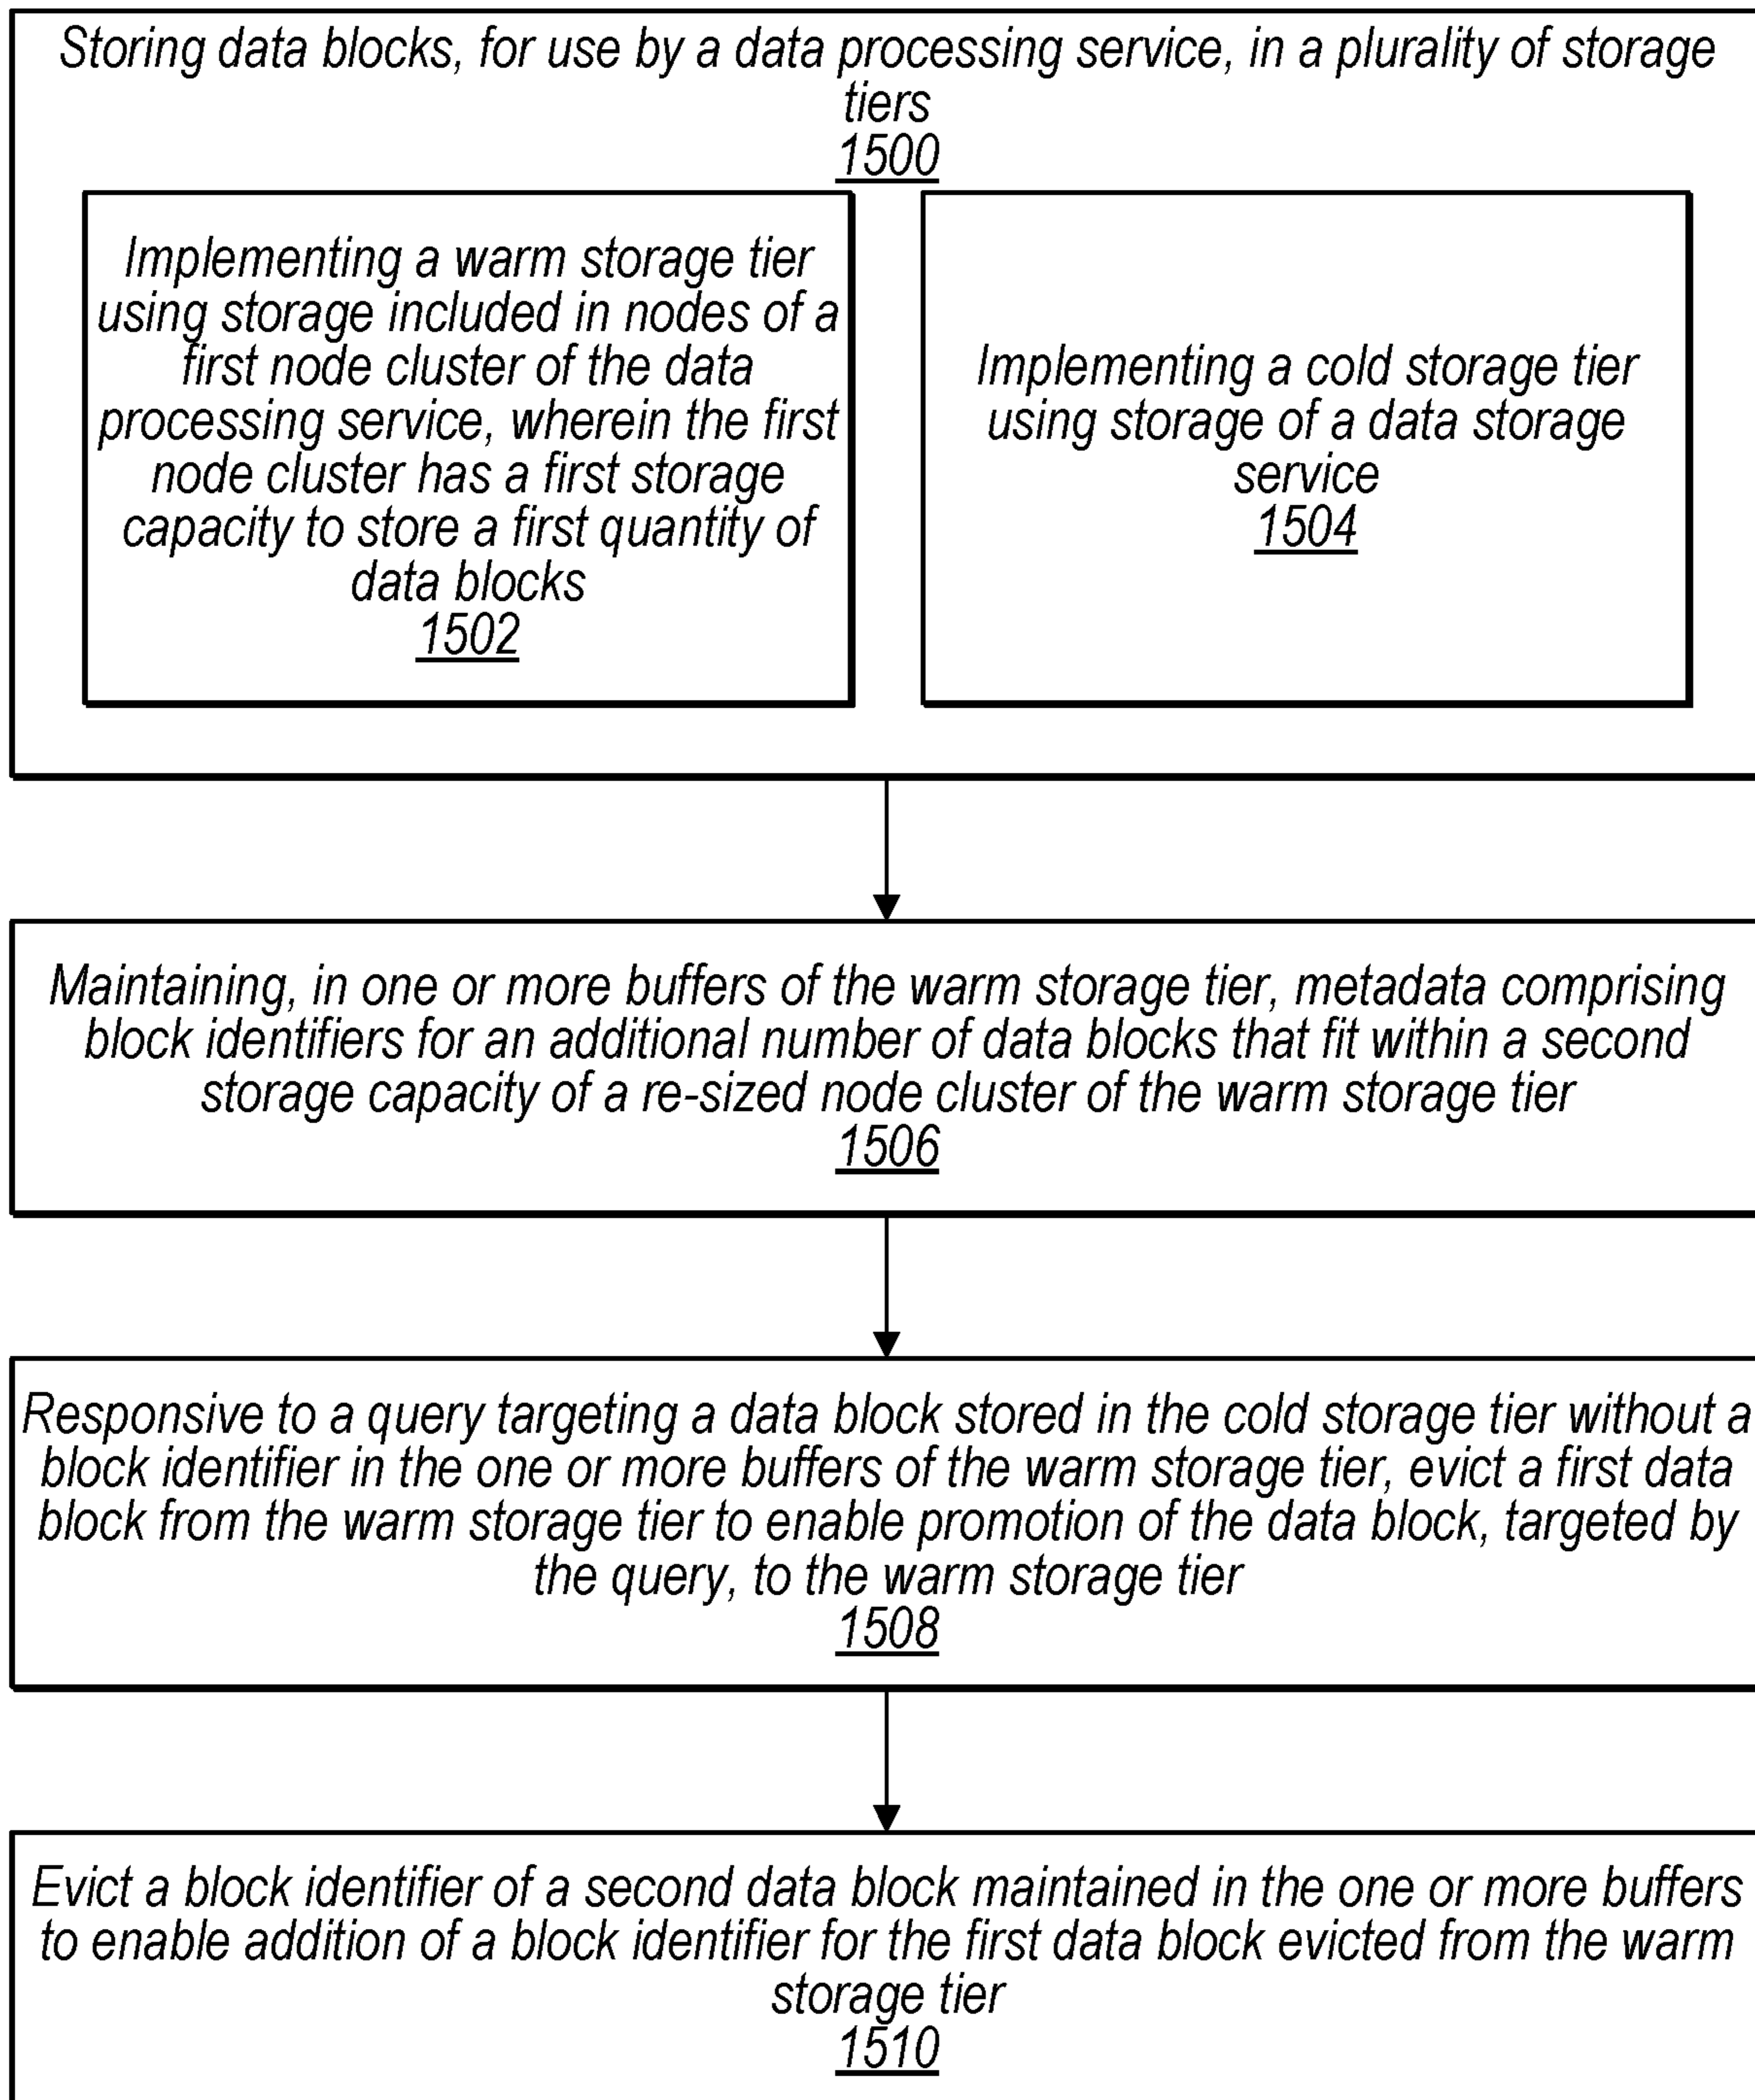 Storing data blocks, for use by a data processing service, in a plurality of storage
tiers
1500
Implementing a warm storage tier
using storage included in nodes of a
first node cluster of the data
processing service, wherein the first
node cluster has a first storage
capacity to store a first quantity of
data blocks
1502
Implementing a cold storage tier
using storage of a data storage
service
1504
Maintaining, in one or more buffers of the warm storage tier, metadata comprising
block identifiers for an additional number of data blocks that fit within a second
storage capacity of a re-sized node cluster of the warm storage tier
1506
Responsive to a query targeting a data block stored in the cold storage tier without a
block identifier in the one or more buffers of the warm storage tier, evict a first data
block from the warm storage tier to enable promotion of the data block, targeted by
the query, to the warm storage tier
1508
Evict a block identifier of a second data block maintained in the one or more buffers
to enable addition of a block identifier for the first data block evicted from the warm
storage tier
1510